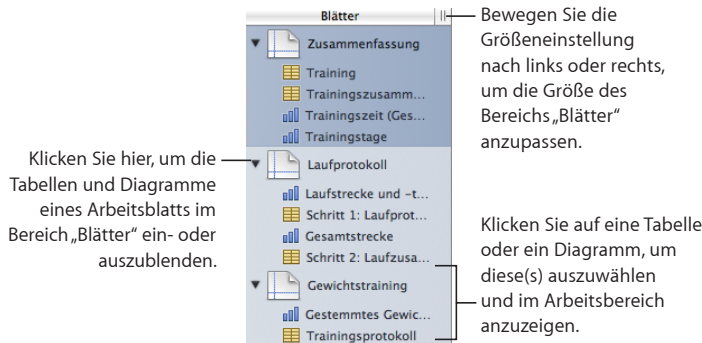 Blätter
Zusammenfassung
Training
Trainingszusamm...
Trainingszeit (Ges...
Trainingstage
Laufprotokoll
Laufstrecke und -t...
Schritt 1: Laufprot...
Gesamtstrecke
Schritt 2: Laufzusa...
Gewichtstraining
Gestemmtes Gewic...
Trainingsprotokoll
Bewegen Sie die
Größeneinstellung
nach links oder rechts,
um die Größe des
Bereichs „Blätter“
anzupassen.
Klicken Sie hier, um die
Tabellen und Diagramme
eines Arbeitsblatts im
Bereich „Blätter“ ein- oder
auszublenden.
Klicken Sie auf eine Tabelle
oder ein Diagramm, um
diese(s) auszuwählen
und im Arbeitsbereich
anzuzeigen.